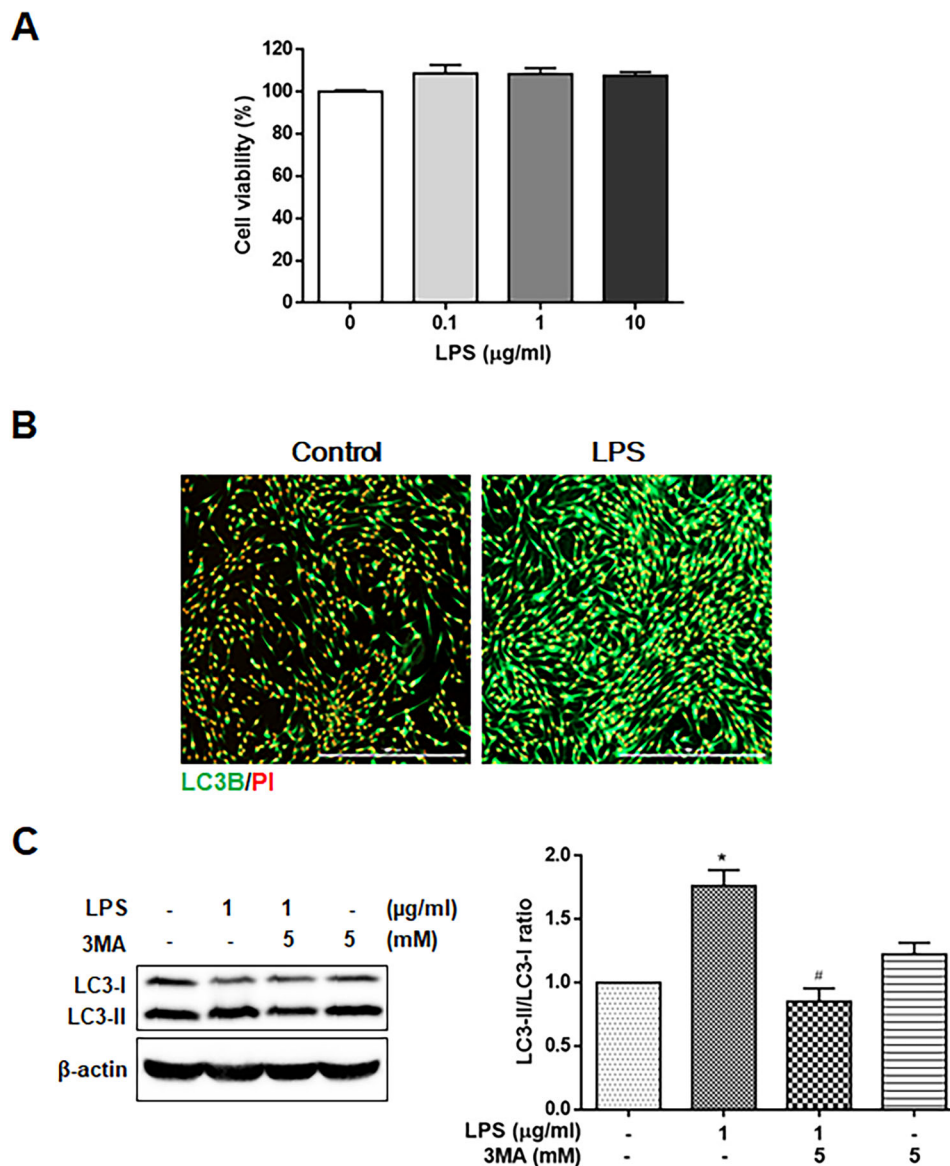 A
120
100
80
60
40
20
0
Cell viability (%)
0 0.1 1 10
LPS (μg/ml)
B
Control LPS
LC3B/PI
C
LPS - 1 1 - (μg/ml)
3MA - - 5 5 (mM)
LC3-I
LC3-II
β-actin
2.0
1.5
1.0
0.5
0.0
LC3-II/LC3-I ratio
*
#
LPS (μg/ml) - 1 1 -
3MA (mM) - - 5 5